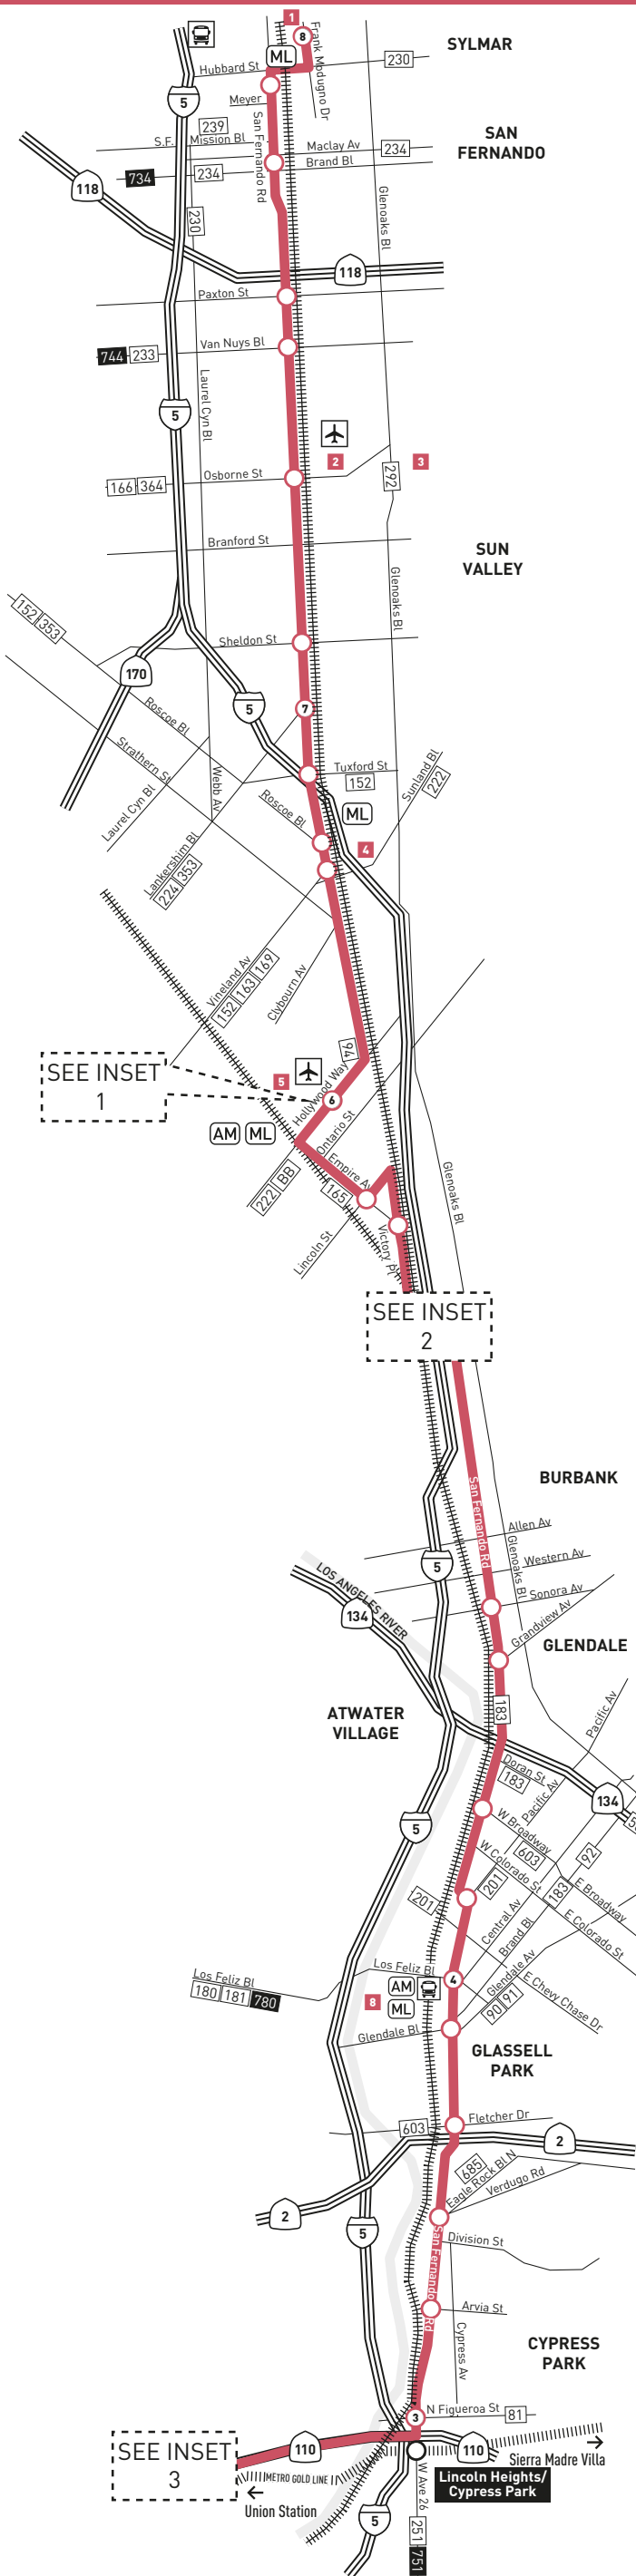 1
8
Frank Modugno Dr
SYLMAR
ML
Hubbard St
230
5
Meyer
239
S.F. Mission Bl
San Fernando Rd
Maclay Av
234
SAN
FERNANDO
Brand Bl
734
234
118
230
Glenoaks Bl
118
Paxton St
744 233
Van Nuys Bl
Laurel Cyn Bl
5
2
3
166 364
Osborne St
292
Branford St
SUN
VALLEY
Glenoaks Bl
152 353
Sheldon St
170
Roscoe Bl
5
7
Strathern St
Webb Av
Tuxford St
152
Sunland Bl
222
Laurel Cyn Bl
Roscoe Bl
ML
Lankershim Bl
224 353
4
Vineland Av
152 163 169
Clybourn Av
94
SEE INSET
1
5
Hollywood Way
6
AM ML
Ontario St
Empire Av
222 BB
165
Glenoaks Bl
Lincoln St
Victory Pl
SEE INSET
2
San Fernando Rd
BURBANK
Allen Av
Glenoaks Bl
Western Av
5
LOS ANGELES RIVER
Sonora Av
134
Grandview Av
GLENDALE
183
ATWATER
VILLAGE
Pacific Av
Doran St
183
Pacific Av
134
5
W Broadway
603
92
W Colorado St
201
183
E Broadway
201
Central Av
Brand Bl
E Colorado St
Glendale Av
Los Feliz Bl
Los Feliz Bl
180 181 780
AM
4
E Chevy Chase Dr
8
ML
90 91
Glendale Bl
GLASSELL
PARK
Fletcher Dr
603
2
685
Eagle Rock Bl N
Verdugo Rd
2
5
San Fernando Rd
Division St
Arvia St
Cypress Av
CYPRESS
PARK
3
N Figueroa St
81
SEE INSET
3
110
110
Sierra Madre Villa
METRO GOLD LINE
W Ave 26
Lincoln Heights/
Cypress Park
Union Station
5
251
751